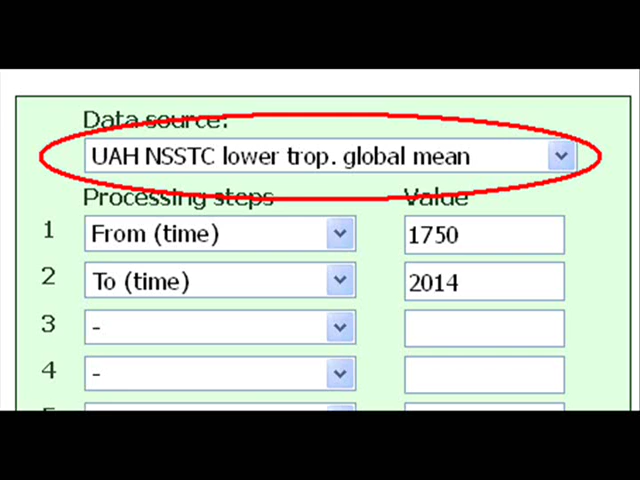 Data source:
UAH NSSTC lower trop. global mean
Processing steps Value
1 From (time) 1750
2 To (time) 2014
3 -
4 -